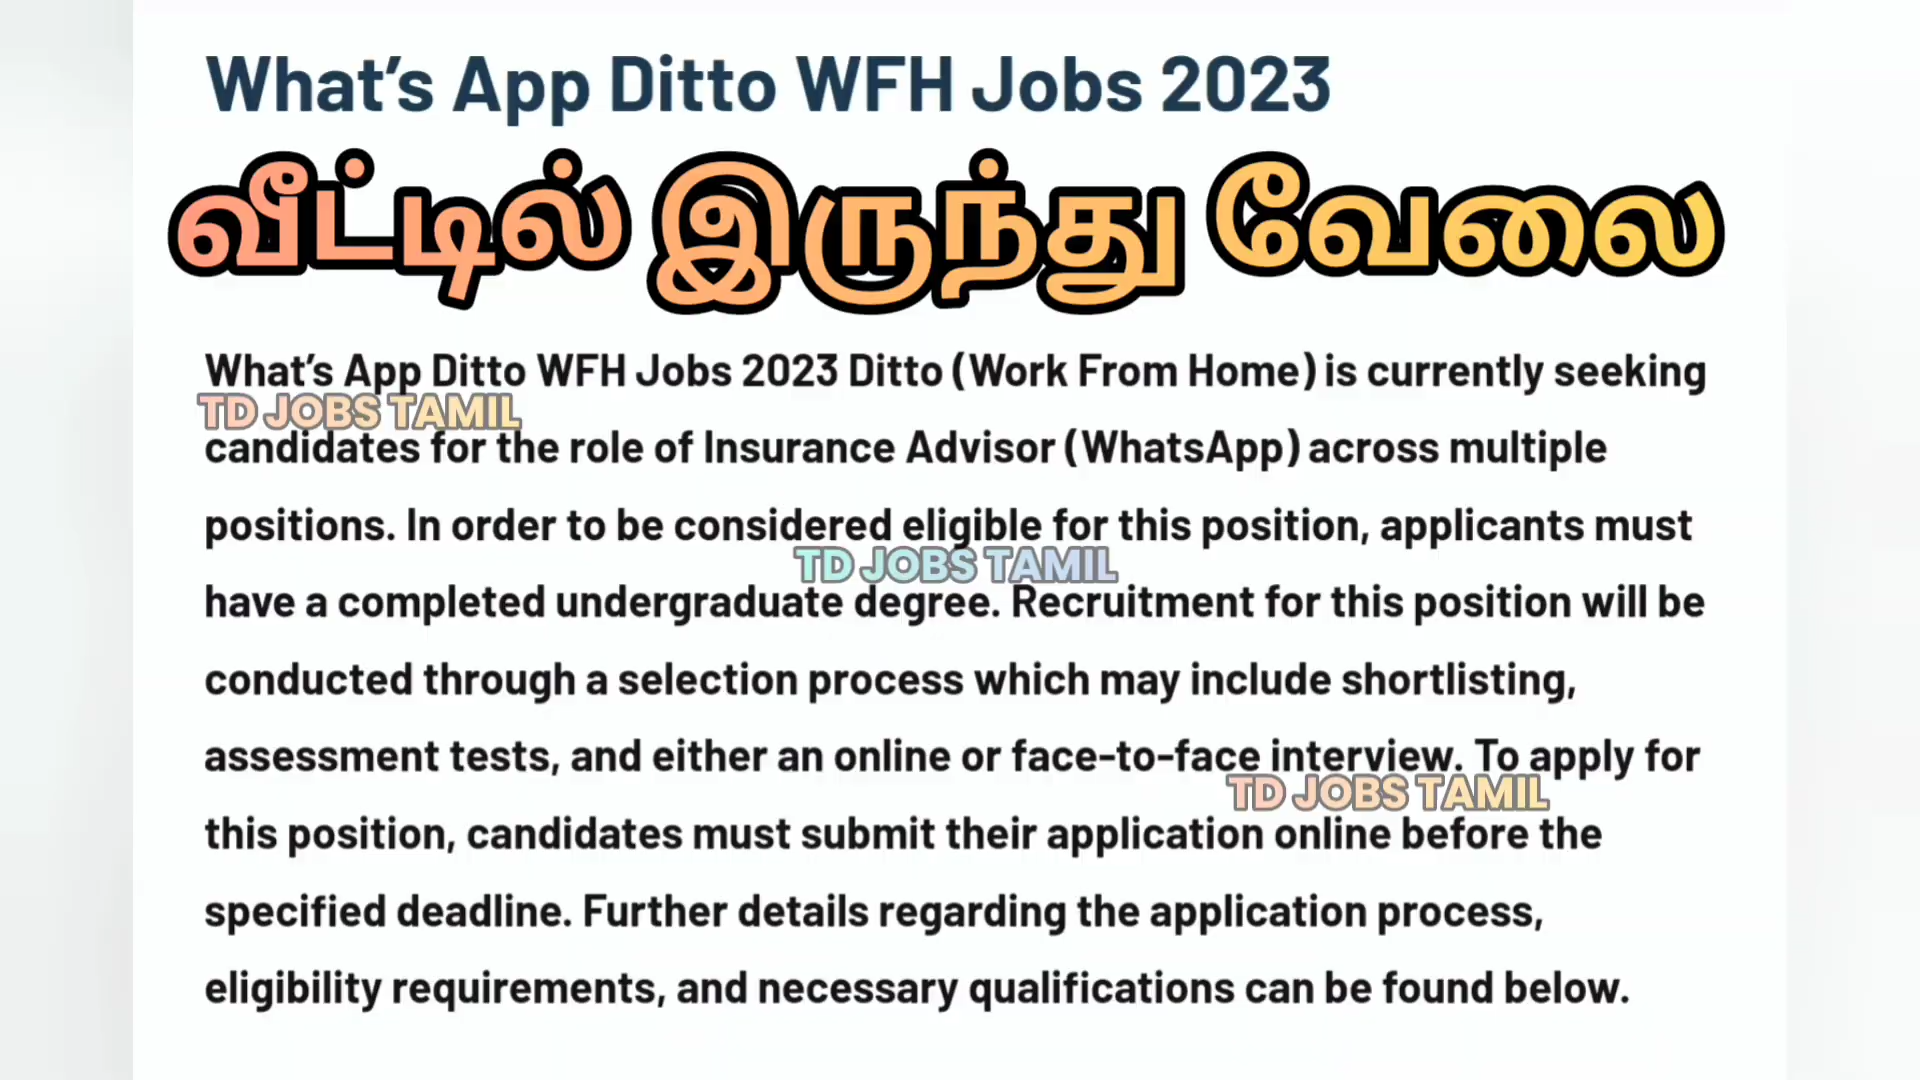 What's App Ditto WFH Jobs 2023
வீட்டில் இருந்து வேலை
What's App Ditto WFH Jobs 2023 Ditto (Work From Home) is currently seeking
TD JOBS TAMIL
candidates for the role of Insurance Advisor (WhatsApp) across multiple
positions. In order to be considered eligible for this position, applicants must
TD JOBS TAMIL
have a completed undergraduate degree. Recruitment for this position will be
conducted through a selection process which may include shortlisting,
assessment tests, and either an online or face-to-face interview. To apply for
TD JOBS TAMIL
this position, candidates must submit their application online before the
specified deadline. Further details regarding the application process,
eligibility requirements, and necessary qualifications can be found below.